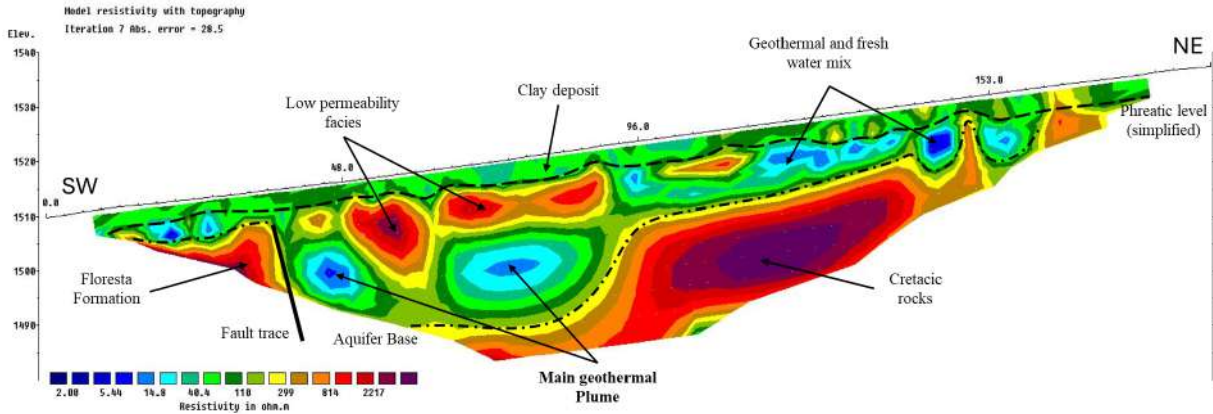 Model resistivity with topography
Iteration 7 Abs. error = 28.5
Elev.
NE
1540
Geothermal and fresh
water mix
153.0
Clay deposit
Low permeability
facies
1530
Phreatic level
(simplified)
96.0
1520
48.0
SW
0.0
1510
1500
Floresta
Formation
Cretacic
rocks
1490
Fault trace
Aquifer Base
Main geothermal
Plume
2.00 5.44 14.8 40.4 110 299 814 2217
Resistivity in ohm.m